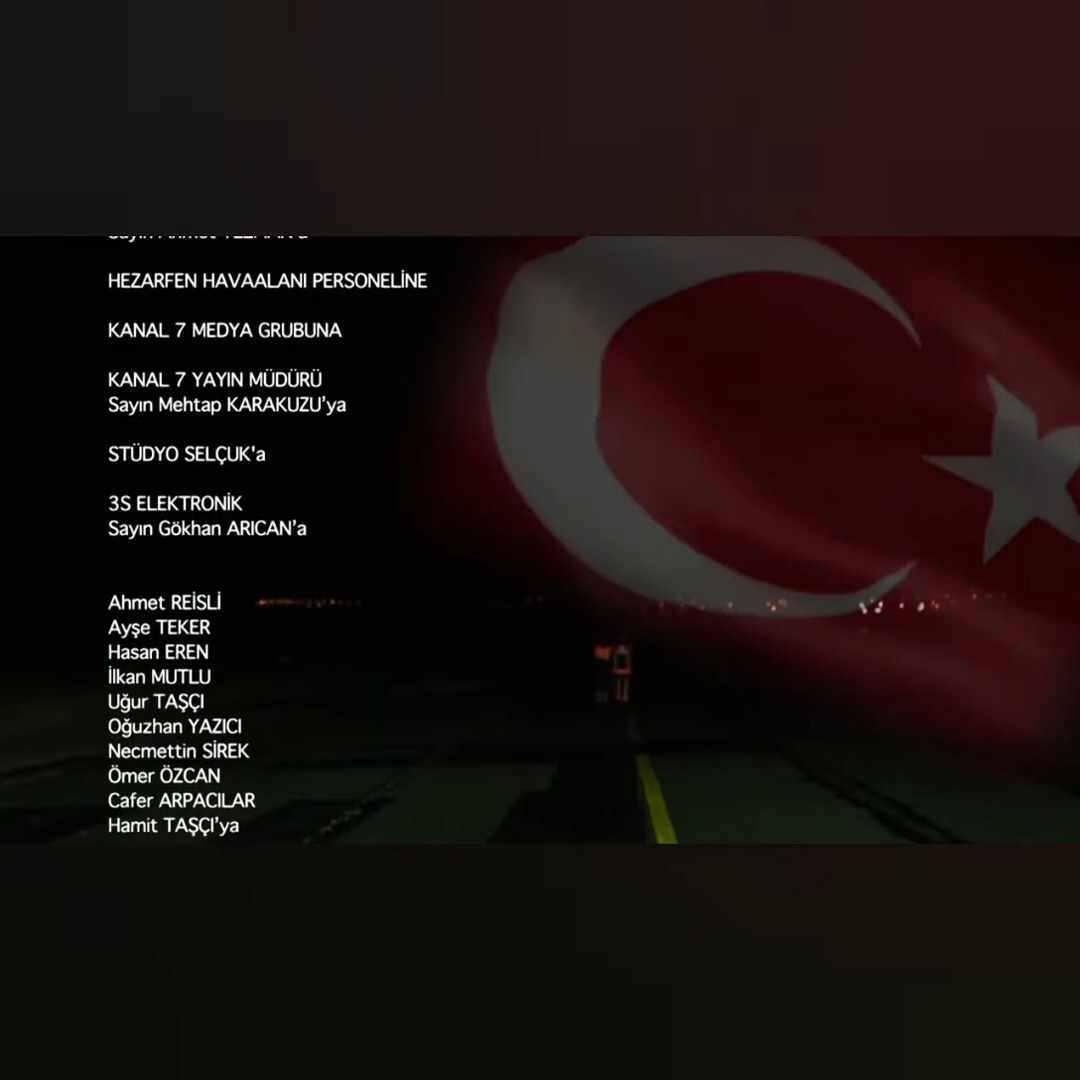 HEZARFEN HAVAALANI PERSONELİNE
KANAL 7 MEDYA GRUBUNA
KANAL 7 YAYIN MÜDÜRÜ
Sayın Mehtap KARAKUZU’ya
STÜDYO SELÇUK'a
3S ELEKTRONİK
Sayın Gökhan ARICAN’a
Ahmet REİSLİ
Ayşe TEKER
Hasan EREN
İlkan MUTLU
Uğur TAŞÇI
Oğuzhan YAZICI
Necmettin SİREK
Ömer ÖZCAN
Cafer ARPACILAR
Hamit TAŞÇI’ya